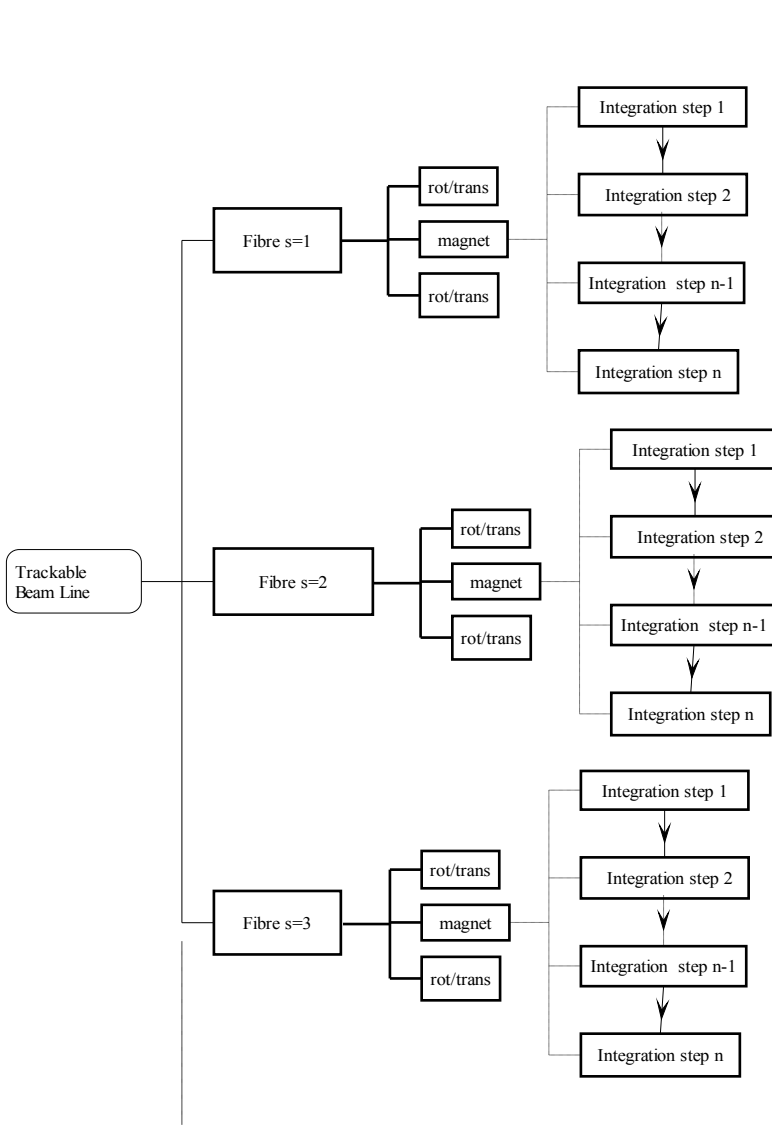 Trackable
Beam Line
Fibre s=1
rot/trans
magnet
rot/trans
Integration step 1
Integration step 2
Integration step n-1
Integration step n
Fibre s=2
rot/trans
magnet
rot/trans
Integration step 1
Integration step 2
Integration step n-1
Integration step n
Fibre s=3
rot/trans
magnet
rot/trans
Integration step 1
Integration step 2
Integration step n-1
Integration step n